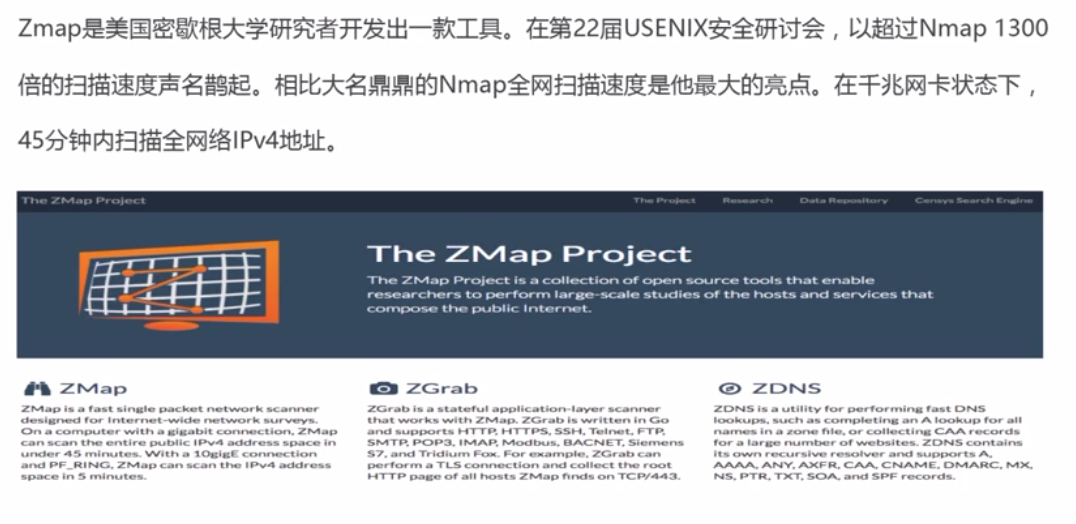 Zmap是美国密歇根大学研究者开发出一款工具。在第22届USENIX安全研讨会，以超过Nmap 1300
倍的扫描速度声名鹊起。相比大名鼎鼎的Nmap全网扫描速度是他最大的亮点。在千兆网卡状态下，
45分钟内扫描全网络IPv4地址。
The ZMap Project
The Project Research Data Repository Censys Search Engine
The ZMap Project
The ZMap Project is a collection of open source tools that enable
researchers to perform large-scale studies of the hosts and services that
compose the public Internet.
ZMap
ZMap is a fast single packet network scanner
designed for Internet-wide network surveys.
On a computer with a gigabit connection, ZMap
can scan the entire public IPv4 address space in
under 45 minutes. With a 10gigE connection
and PF_RING, ZMap can scan the IPv4 address
space in 5 minutes.
ZGrab
ZGrab is a stateful application-layer scanner
that works with ZMap. ZGrab is written in Go
and supports HTTP, HTTPS, SSH, Telnet, FTP,
SMTP, POP3, IMAP, Modbus, BACNET, Siemens
S7, and Tridium Fox. For example, ZGrab can
perform a TLS connection and collect the root
HTTP page of all hosts ZMap finds on TCP/443.
ZDNS
ZDNS is a utility for performing fast DNS
lookups, such as completing an A lookup for all
names in a zone file, or collecting CAA records
for a large number of websites. ZDNS contains
its own recursive resolver and supports A,
AAAA, ANY, AXFR, CAA, CNAME, DMARC, MX,
NS, PTR, TXT, SOA, and SPF records.